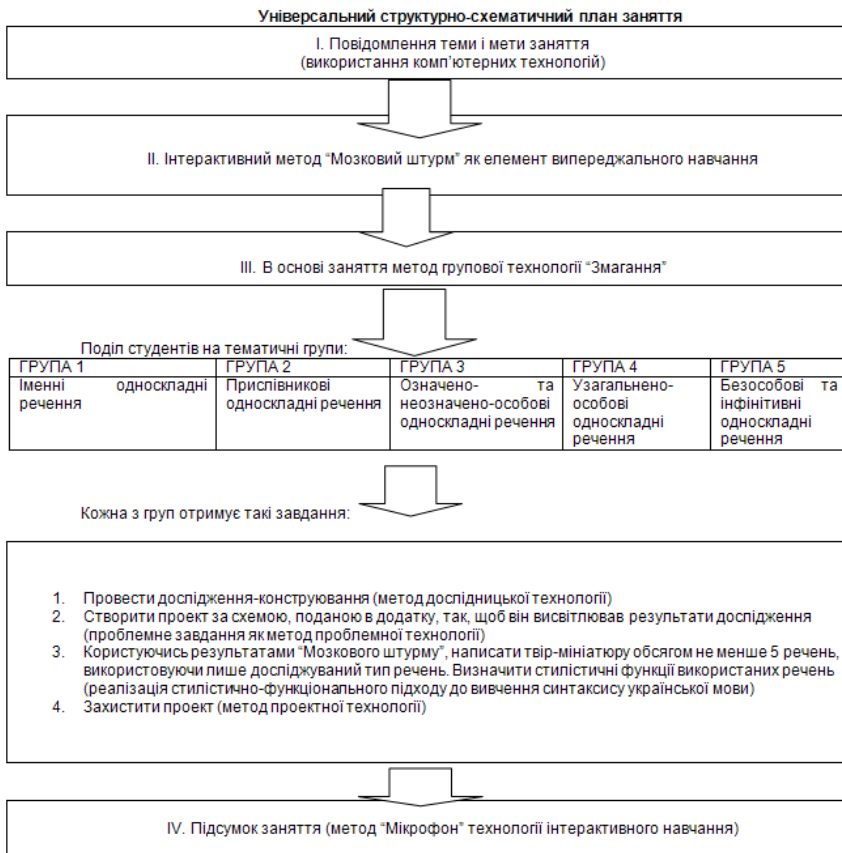 Універсальний структурно-схематичний план заняття
І. Повідомлення теми і мети заняття
(використання комп’ютерних технологій)
ІІ. Інтерактивний метод “Мозковий штурм” як елемент випереджального навчання
ІІІ. В основі заняття метод групової технології “Змагання”
Поділ студентів на тематичні групи:
ГРУПА 1
Іменні односкладні
речення
ГРУПА 2
Прислівникові
односкладні речення
ГРУПА 3
Означено- та
неозначено-особові
односкладні речення
ГРУПА 4
Узагальнено-
особові
односкладні
речення
ГРУПА 5
Безособові та
інфінітивні
односкладні
речення
Кожна з груп отримує такі завдання:
1. Провести дослідження-конструювання (метод дослідницької технології)
2. Створити проект за схемою, поданою в додатку, так, щоб він висвітлював результати дослідження
(проблемне завдання як метод проблемної технології)
3. Користуючись результатами “Мозкового штурму”, написати твір-мініатюру обсягом не менше 5 речень,
використовуючи лише досліджуваний тип речень. Визначити стилістичні функції використаних речень
(реалізація стилістично-функціонального підходу до вивчення синтаксису української мови)
4. Захистити проект (метод проектної технології)
IV. Підсумок заняття (метод “Мікрофон” технології інтерактивного навчання)